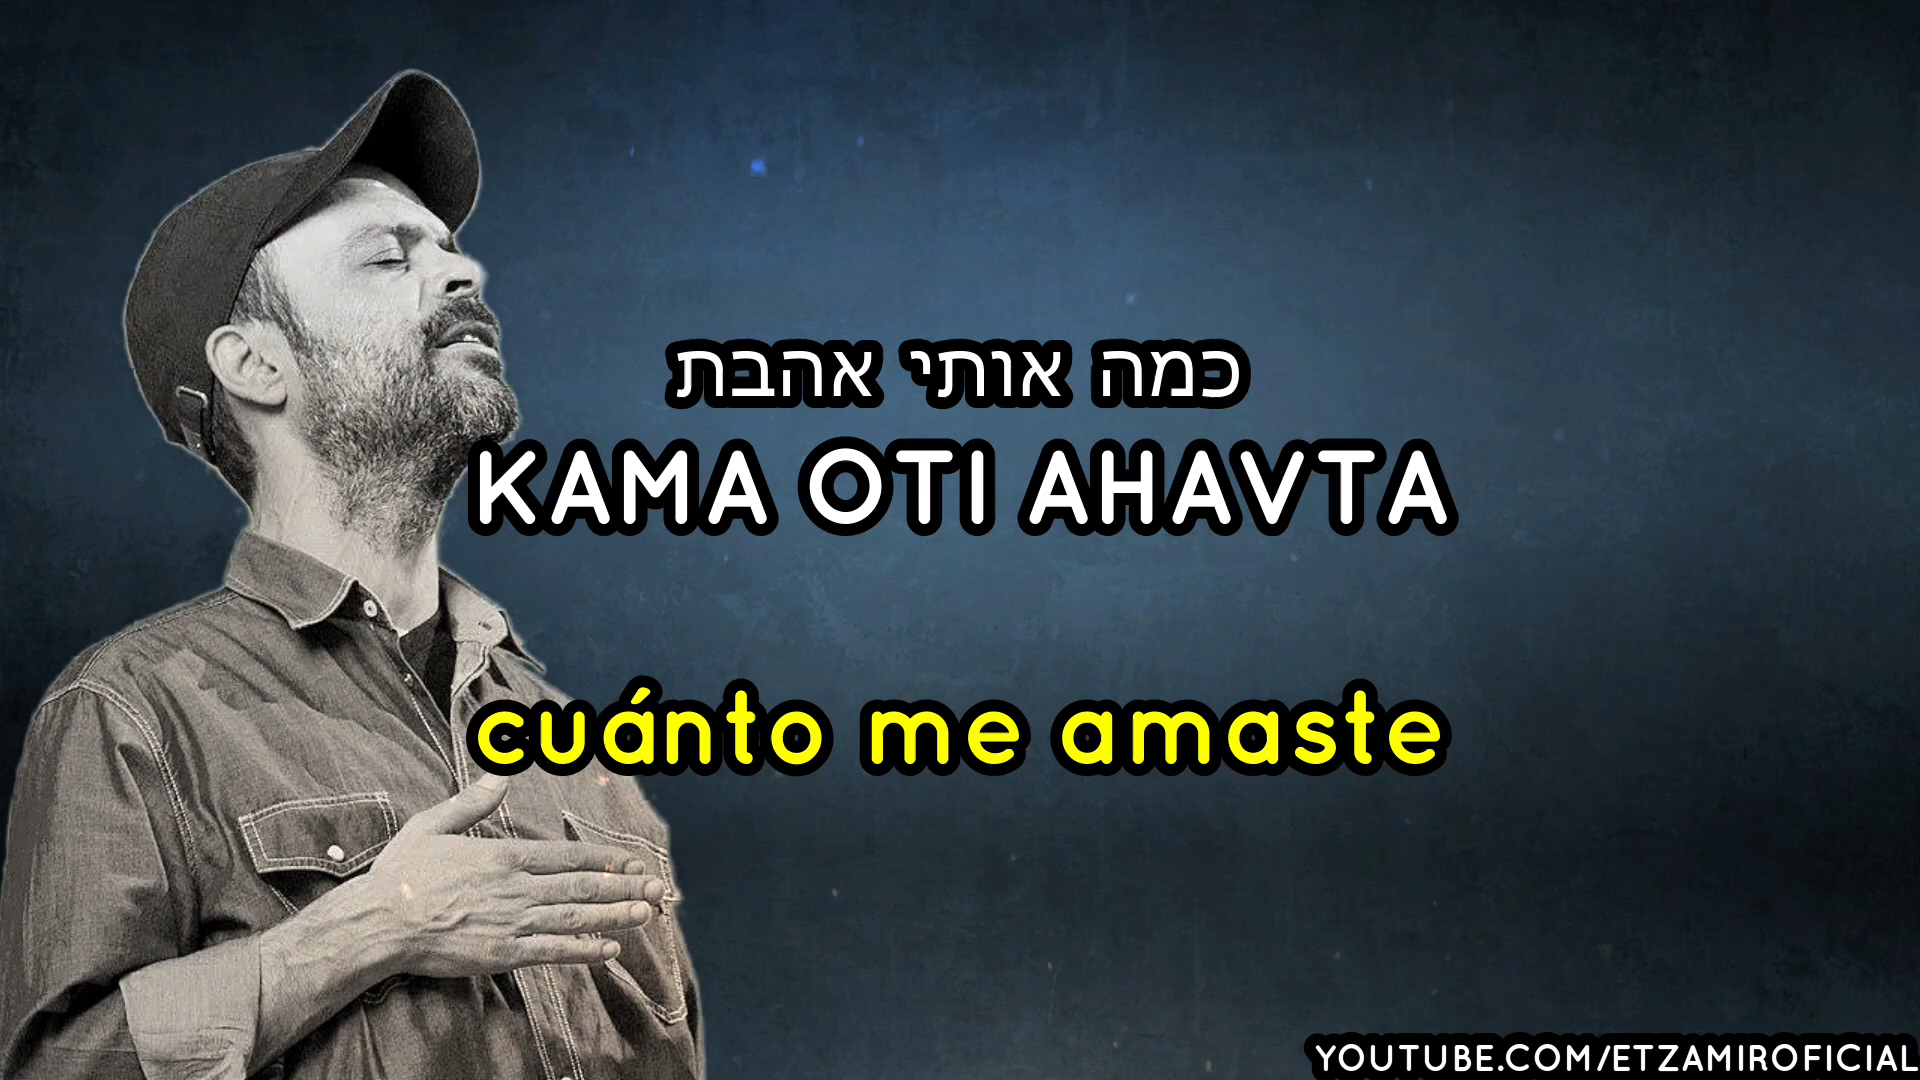 כמה אותי אהבת
KAMA OTI AHAVTA
cuánto me amaste
YOUTUBE.COM/ETZAMIROFICIAL